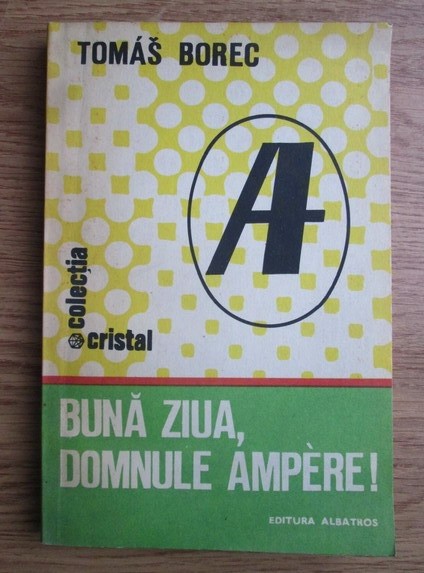 TOMÁŠ BOREC
A
colecția
cristal
BUNĂ ZIUA,
DOMNULE AMPÈRE!
EDITURA ALBATROS